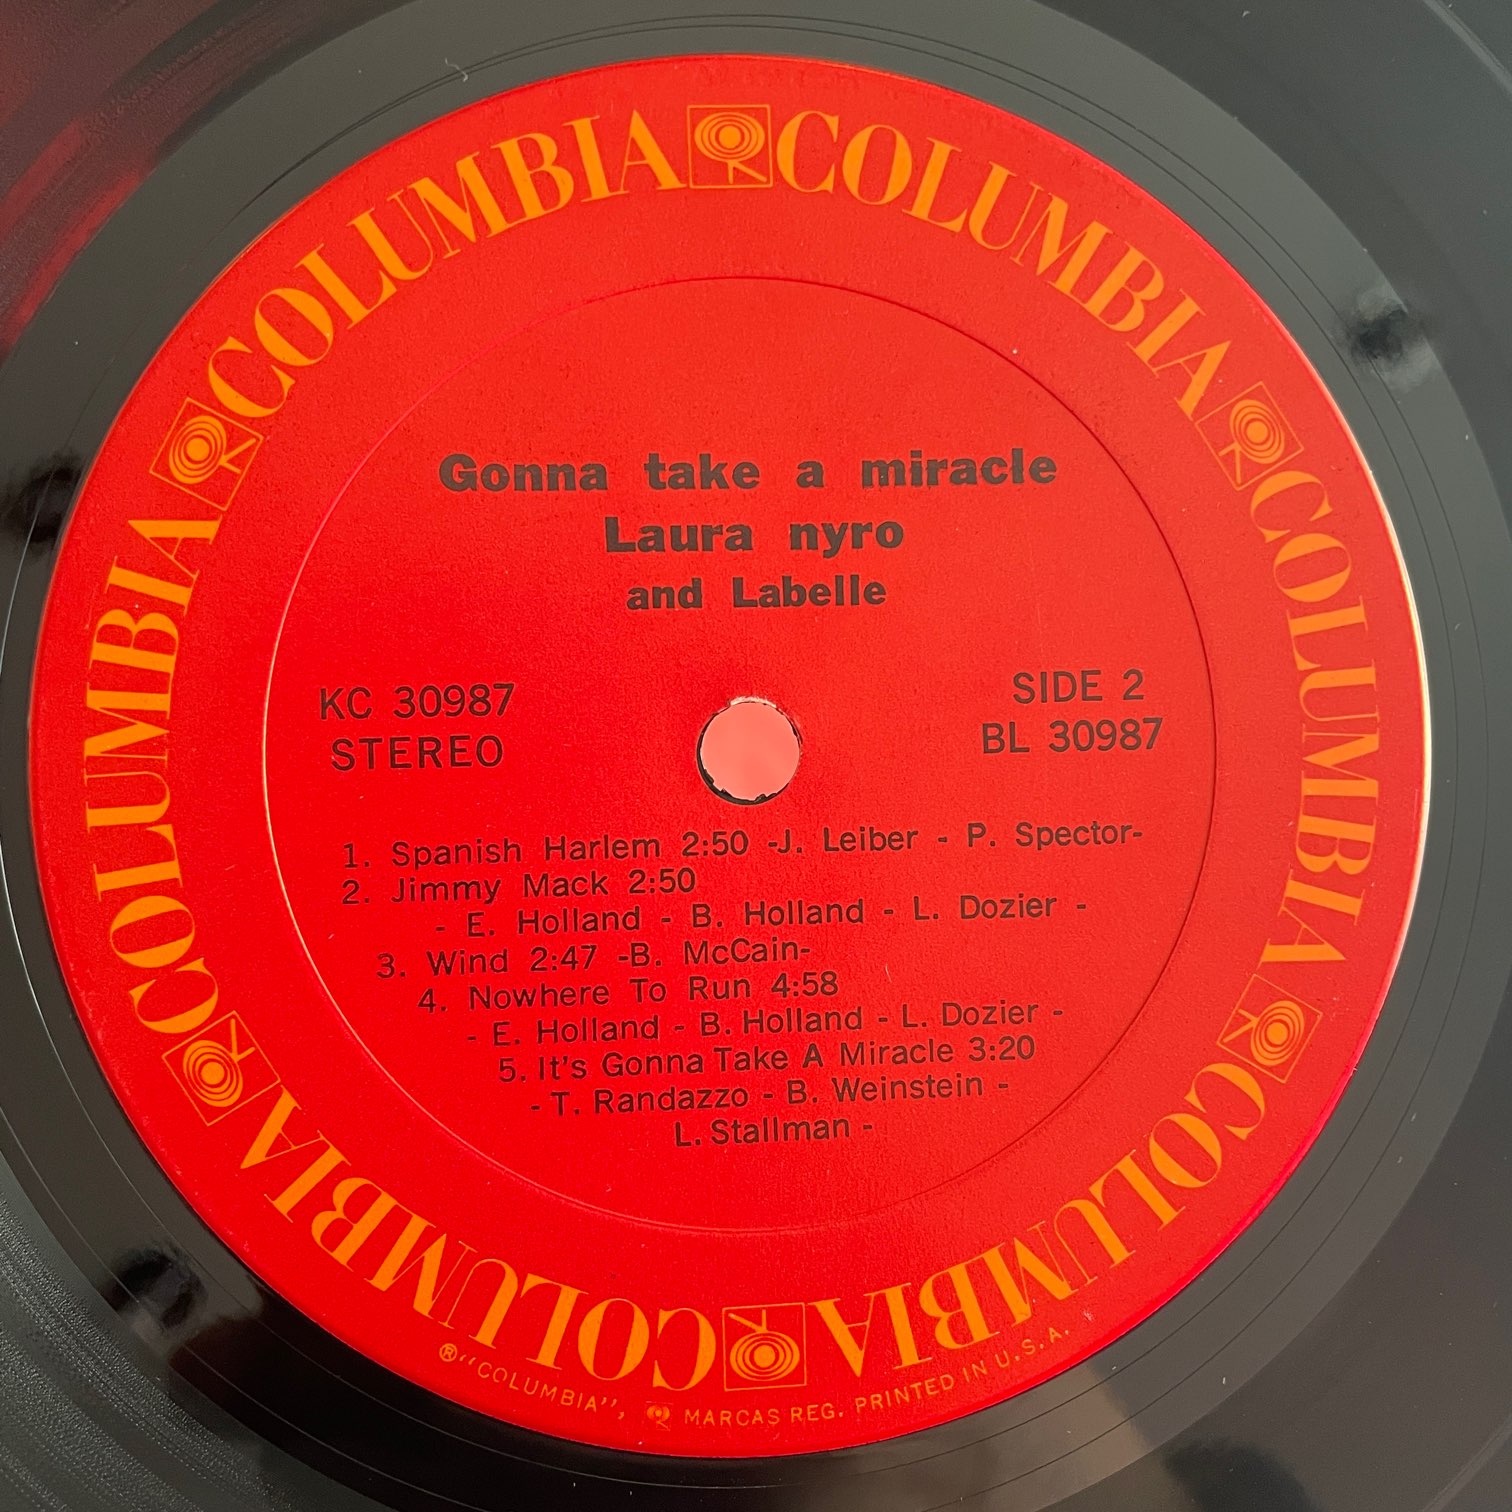 COLUMBIA COLUMBIA COLUMBIA COLUMBIA COLUMBIA COLUMBIA
Gonna take a miracle
Laura nyro
and Labelle
KC 30987
STEREO
SIDE 2
BL 30987
1. Spanish Harlem 2:50 -J. Leiber - P. Spector-
2. Jimmy Mack 2:50
- E. Holland - B. Holland - L. Dozier -
3. Wind 2:47 -B. McCain-
4. Nowhere To Run 4:58
- E. Holland - B. Holland - L. Dozier -
5. It's Gonna Take A Miracle 3:20
- T. Randazzo - B. Weinstein -
L. Stallman -
® "COLUMBIA", MARCAS REG. PRINTED IN U.S.A.